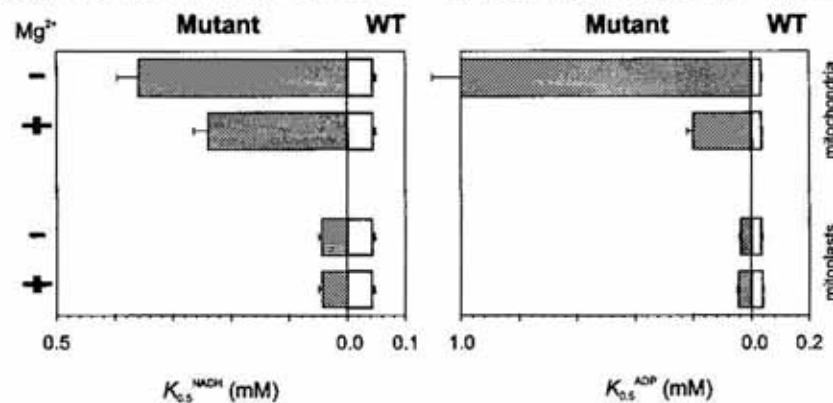 Mg²⁺
Mutant WT
Mutant WT
-
+
-
+
mitochondria
mitoplasts
0.5 0.0 0.1
1.0 0.0 0.2
K₀.₅ᴺᴬᴰᴴ (mM)
K₀.₅ᴬᴰᴾ (mM)